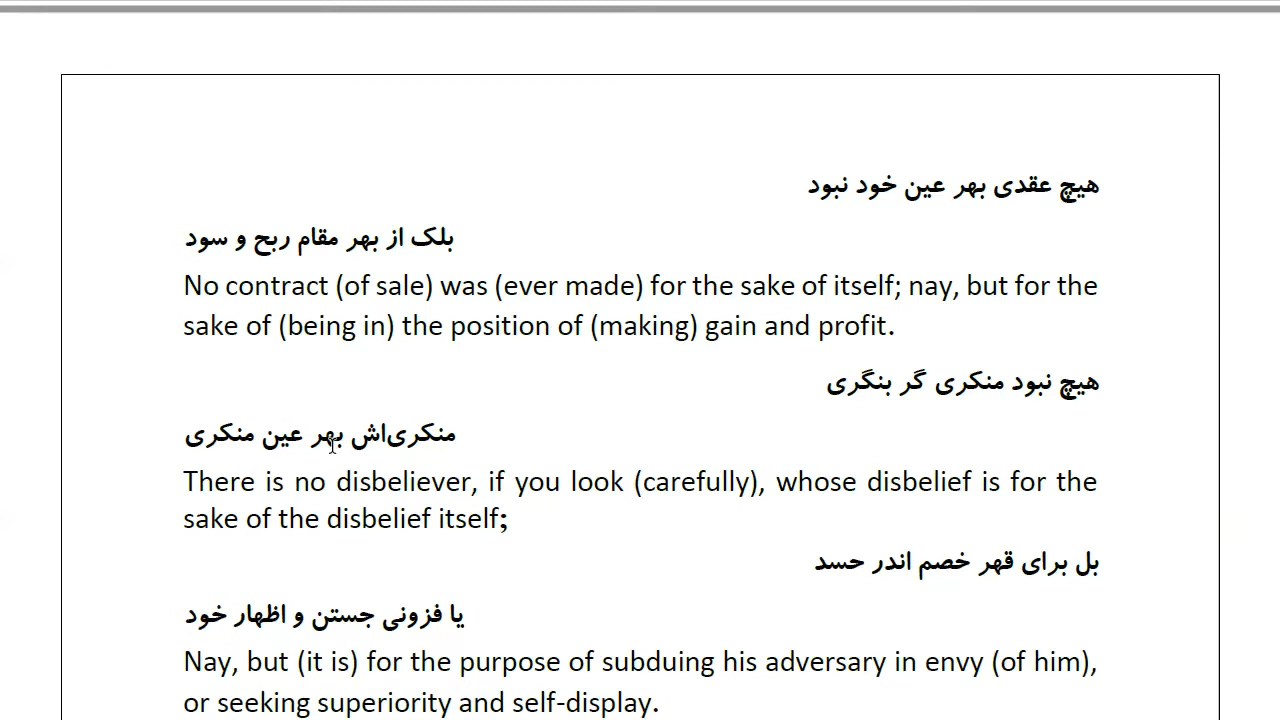 هیچ عقدی بهر عین خود نبود
بلک از بهر مقام ربح و سود
No contract (of sale) was (ever made) for the sake of itself; nay, but for the
sake of (being in) the position of (making) gain and profit.
هیچ نبود منکری گر بنگری
منکری‌اش بهر عین منکری
There is no disbeliever, if you look (carefully), whose disbelief is for the
sake of the disbelief itself;
بل برای قهر خصم اندر حسد
یا فزونی جستن و اظهار خود
Nay, but (it is) for the purpose of subduing his adversary in envy (of him),
or seeking superiority and self-display.